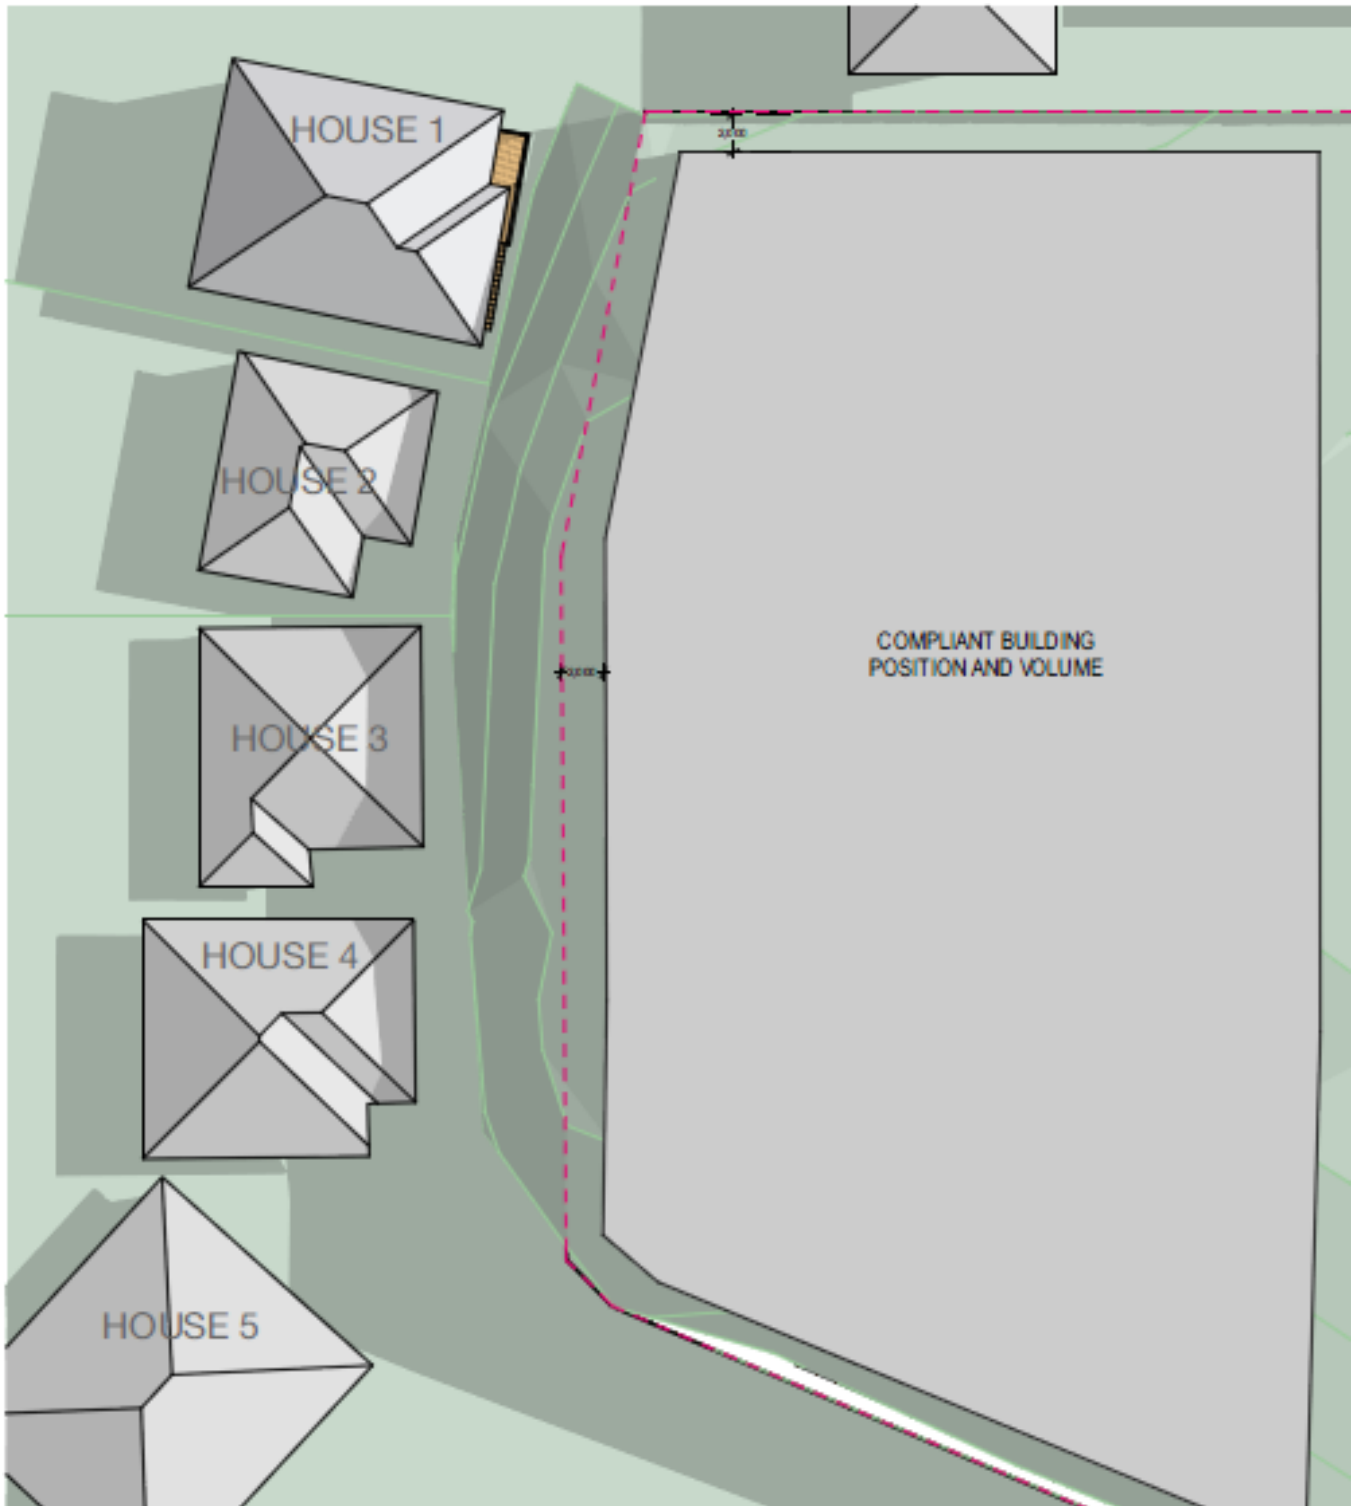 HOUSE 1
HOUSE 2
COMPLIANT BUILDING
POSITION AND VOLUME
HOUSE 3
HOUSE 4
HOUSE 5